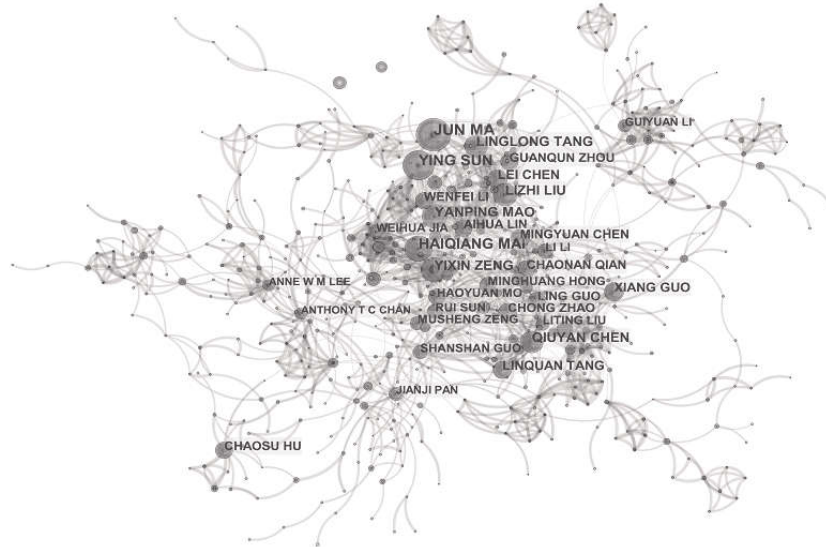 GUIYUAN LI
JUN MA
LINGLONG TANG
YING SUN
GUANQUN ZHOU
LEI CHEN
LIZHI LIU
WENFEI LI
YANPING MAO
AIHUA LIN
WEIHUA JIA
MINGYUAN CHEN
HAIQIANG MAI
LI LI
YIXIN ZENG
CHAONAN QIAN
ANNE W M LEE
MINGHUANG HONG
XIANG GUO
HAOYUAN MO
LING GUO
RUI SUN
CHONG ZHAO
ANTHONY T C CHAN
MUSHENG ZENG
LITING LIU
QIUYAN CHEN
SHANSHAN GUO
LINQUAN TANG
JIANJI PAN
CHAOSU HU